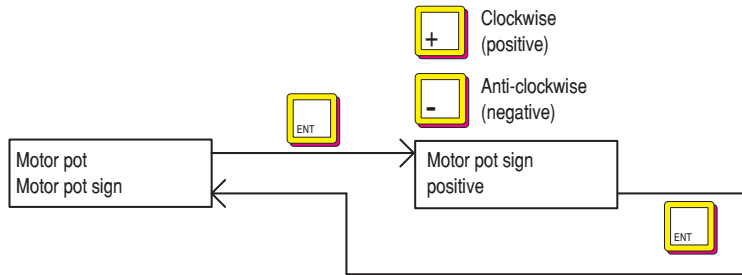 +
Clockwise
(positive)
-
Anti-clockwise
(negative)
ENT
Motor pot
Motor pot sign
Motor pot sign
positive
ENT